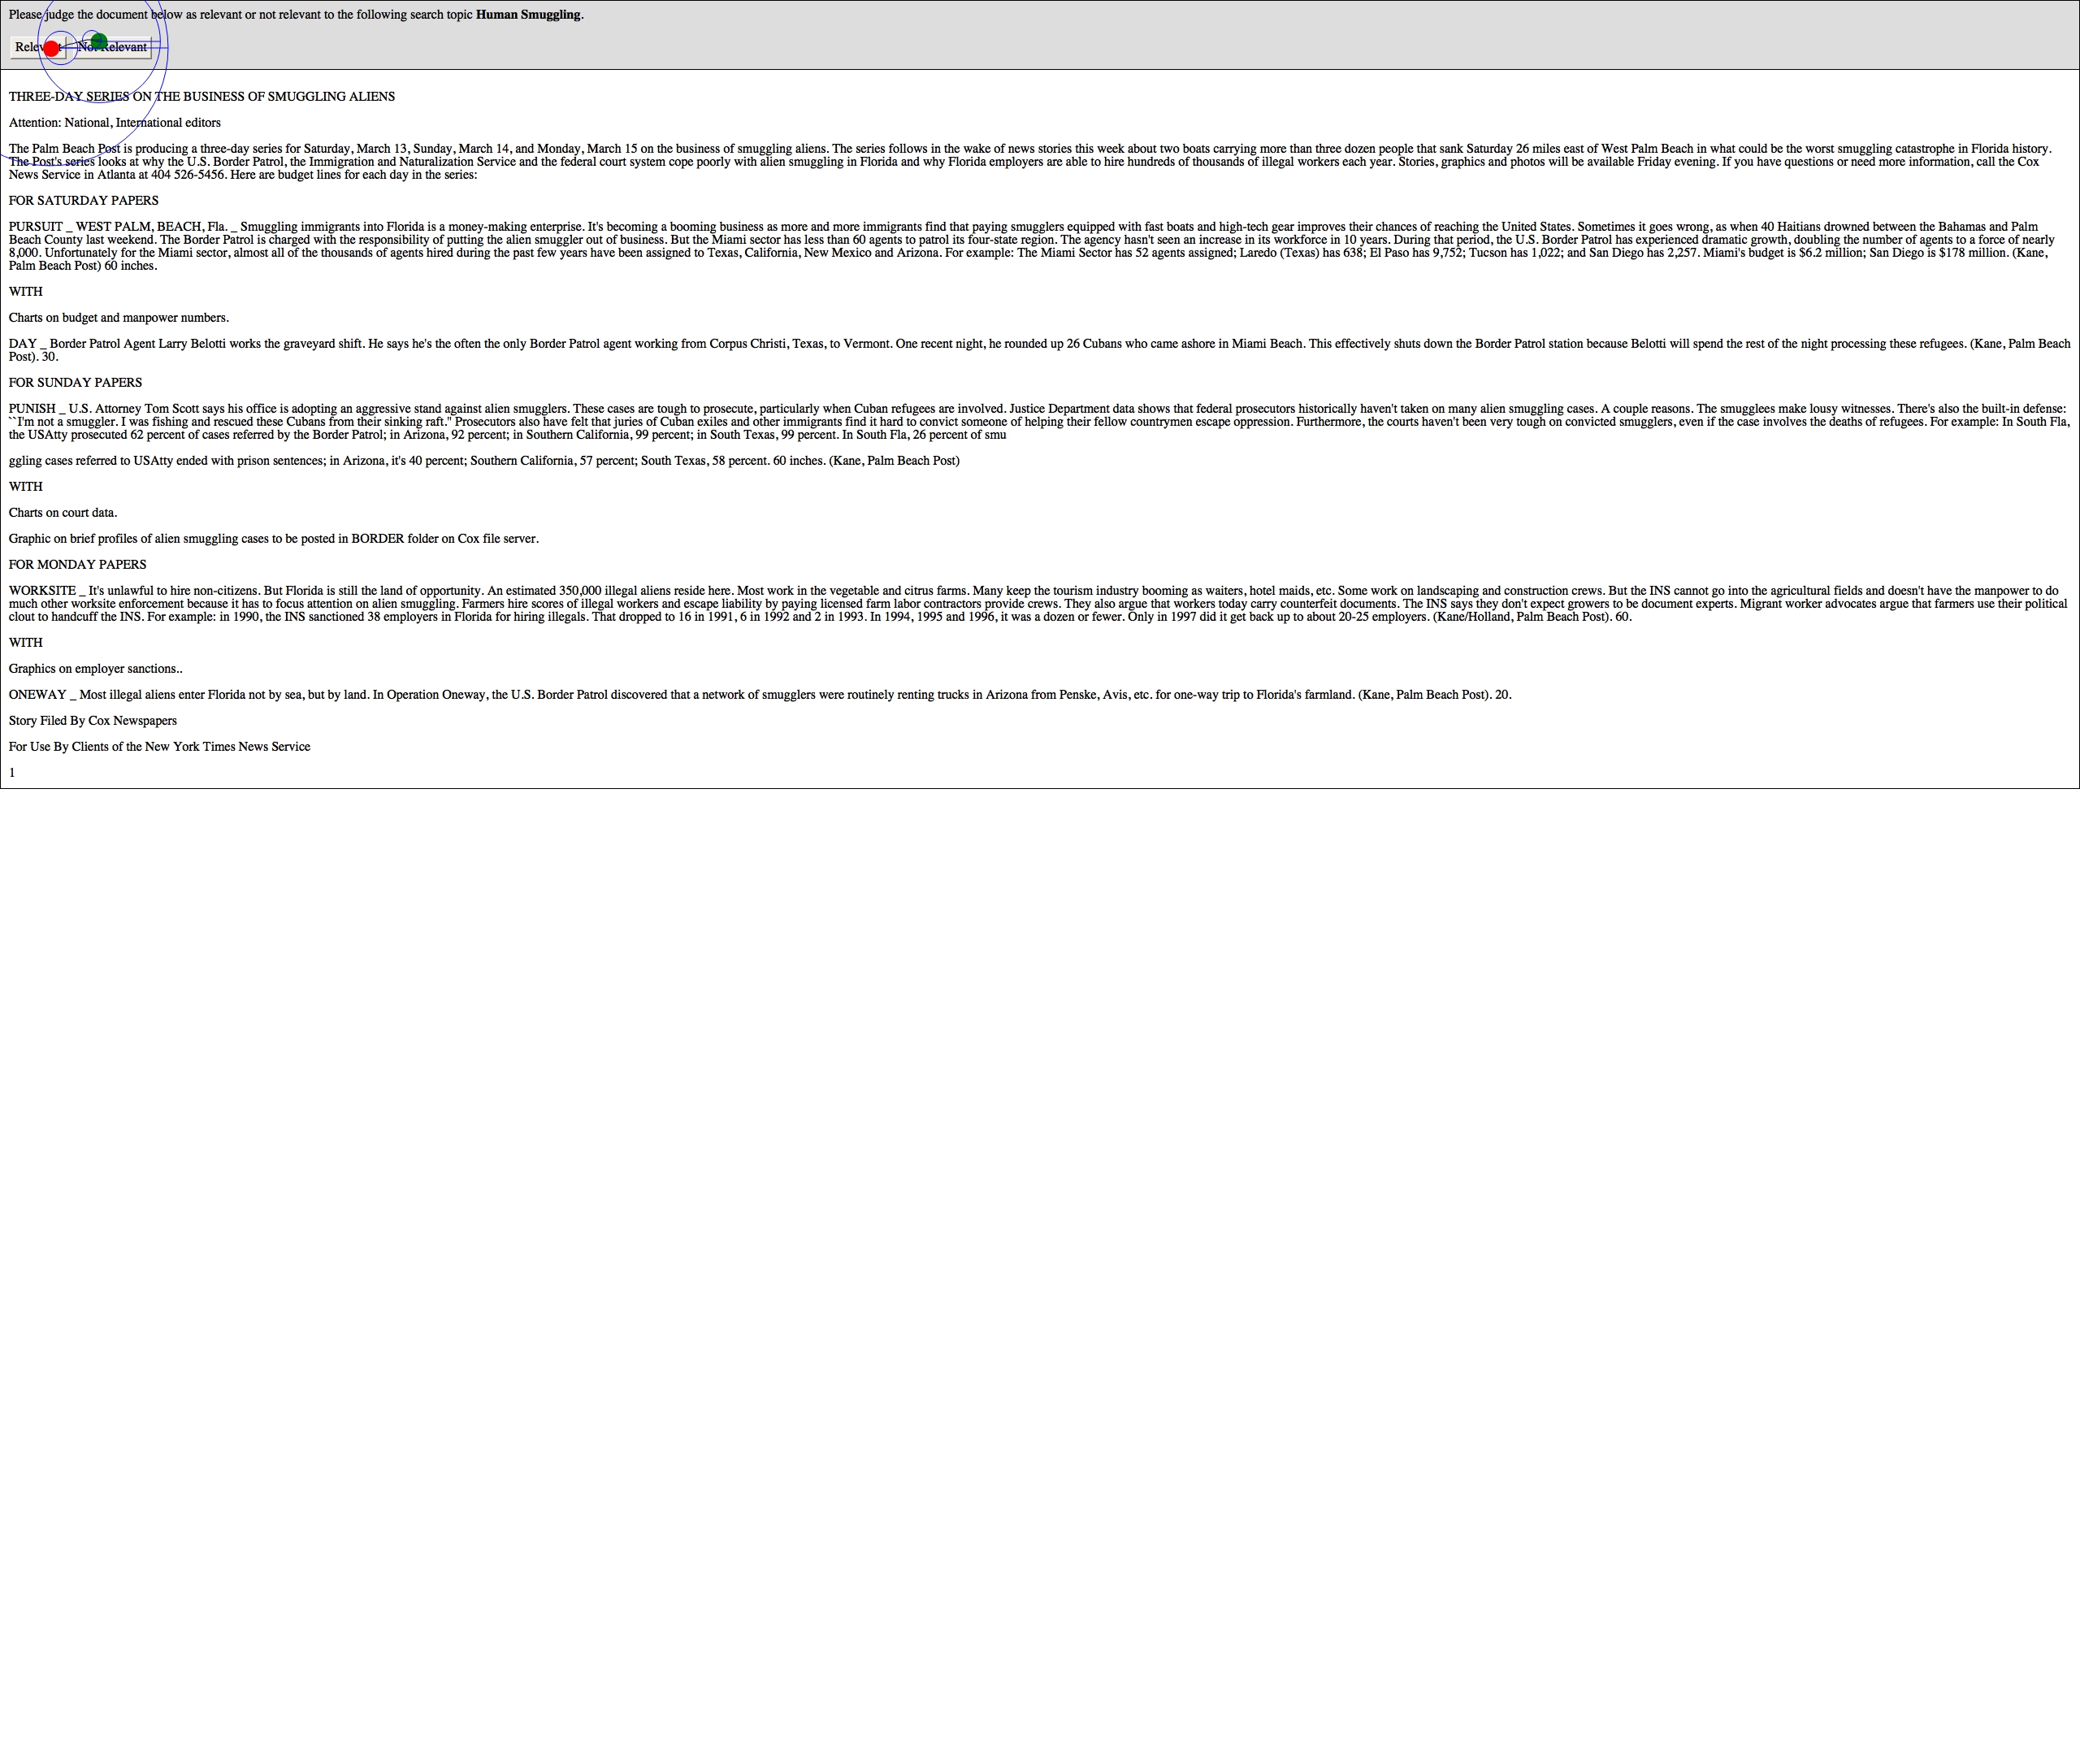 Please judge the document below as relevant or not relevant to the following search topic Human Smuggling.
Relevant Not Relevant
THREE-DAY SERIES ON THE BUSINESS OF SMUGGLING ALIENS
Attention: National, International editors
The Palm Beach Post is producing a three-day series for Saturday, March 13, Sunday, March 14, and Monday, March 15 on the business of smuggling aliens. The series follows in the wake of news stories this week about two boats carrying more than three dozen people that sank Saturday 26 miles east of West Palm Beach in what could be the worst smuggling catastrophe in Florida history.
The Post's series looks at why the U.S. Border Patrol, the Immigration and Naturalization Service and the federal court system cope poorly with alien smuggling in Florida and why Florida employers are able to hire hundreds of thousands of illegal workers each year. Stories, graphics and photos will be available Friday evening. If you have questions or need more information, call the Cox
News Service in Atlanta at 404 526-5456. Here are budget lines for each day in the series:
FOR SATURDAY PAPERS
PURSUIT _ WEST PALM, BEACH, Fla. _ Smuggling immigrants into Florida is a money-making enterprise. It's becoming a booming business as more and more immigrants find that paying smugglers equipped with fast boats and high-tech gear improves their chances of reaching the United States. Sometimes it goes wrong, as when 40 Haitians drowned between the Bahamas and Palm
Beach County last weekend. The Border Patrol is charged with the responsibility of putting the alien smuggler out of business. But the Miami sector has less than 60 agents to patrol its four-state region. The agency hasn't seen an increase in its workforce in 10 years. During that period, the U.S. Border Patrol has experienced dramatic growth, doubling the number of agents to a force of nearly
8,000. Unfortunately for the Miami sector, almost all of the thousands of agents hired during the past few years have been assigned to Texas, California, New Mexico and Arizona. For example: The Miami Sector has 52 agents assigned; Laredo (Texas) has 638; El Paso has 9,752; Tucson has 1,022; and San Diego has 2,257. Miami's budget is $6.2 million; San Diego is $178 million. (Kane,
Palm Beach Post) 60 inches.
WITH
Charts on budget and manpower numbers.
DAY _ Border Patrol Agent Larry Belotti works the graveyard shift. He says he's the often the only Border Patrol agent working from Corpus Christi, Texas, to Vermont. One recent night, he rounded up 26 Cubans who came ashore in Miami Beach. This effectively shuts down the Border Patrol station because Belotti will spend the rest of the night processing these refugees. (Kane, Palm Beach
Post). 30.
FOR SUNDAY PAPERS
PUNISH _ U.S. Attorney Tom Scott says his office is adopting an aggressive stand against alien smugglers. These cases are tough to prosecute, particularly when Cuban refugees are involved. Justice Department data shows that federal prosecutors historically haven't taken on many alien smuggling cases. A couple reasons. The smugglees make lousy witnesses. There's also the built-in defense:
``I'm not a smuggler. I was fishing and rescued these Cubans from their sinking raft.'' Prosecutors also have felt that juries of Cuban exiles and other immigrants find it hard to convict someone of helping their fellow countrymen escape oppression. Furthermore, the courts haven't been very tough on convicted smugglers, even if the case involves the deaths of refugees. For example: In South Fla,
the USAtty prosecuted 62 percent of cases referred by the Border Patrol; in Arizona, 92 percent; in Southern California, 99 percent; in South Texas, 99 percent. In South Fla, 26 percent of smu
ggling cases referred to USAtty ended with prison sentences; in Arizona, it's 40 percent; Southern California, 57 percent; South Texas, 58 percent. 60 inches. (Kane, Palm Beach Post)
WITH
Charts on court data.
Graphic on brief profiles of alien smuggling cases to be posted in BORDER folder on Cox file server.
FOR MONDAY PAPERS
WORKSITE _ It's unlawful to hire non-citizens. But Florida is still the land of opportunity. An estimated 350,000 illegal aliens reside here. Most work in the vegetable and citrus farms. Many keep the tourism industry booming as waiters, hotel maids, etc. Some work on landscaping and construction crews. But the INS cannot go into the agricultural fields and doesn't have the manpower to do
much other worksite enforcement because it has to focus attention on alien smuggling. Farmers hire scores of illegal workers and escape liability by paying licensed farm labor contractors provide crews. They also argue that workers today carry counterfeit documents. The INS says they don't expect growers to be document experts. Migrant worker advocates argue that farmers use their political
clout to handcuff the INS. For example: in 1990, the INS sanctioned 38 employers in Florida for hiring illegals. That dropped to 16 in 1991, 6 in 1992 and 2 in 1993. In 1994, 1995 and 1996, it was a dozen or fewer. Only in 1997 did it get back up to about 20-25 employers. (Kane/Holland, Palm Beach Post). 60.
WITH
Graphics on employer sanctions..
ONEWAY _ Most illegal aliens enter Florida not by sea, but by land. In Operation Oneway, the U.S. Border Patrol discovered that a network of smugglers were routinely renting trucks in Arizona from Penske, Avis, etc. for one-way trip to Florida's farmland. (Kane, Palm Beach Post). 20.
Story Filed By Cox Newspapers
For Use By Clients of the New York Times News Service
1